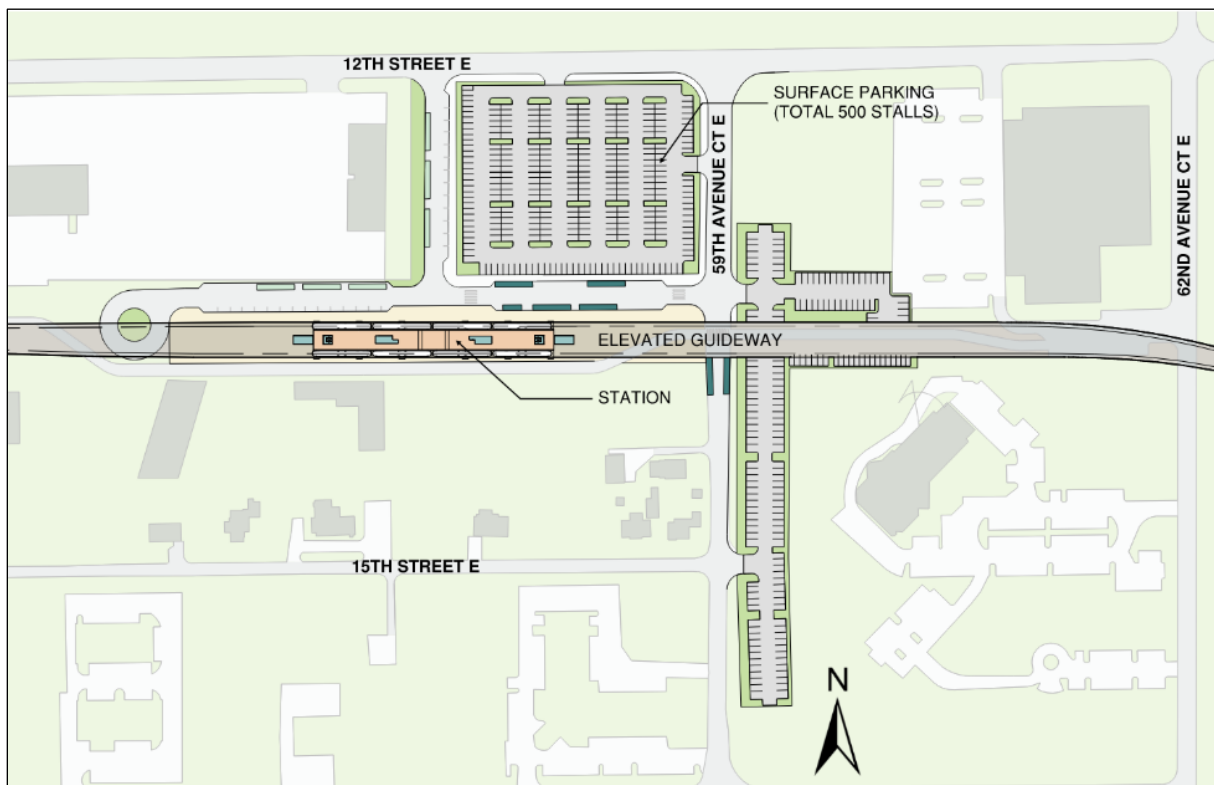 12TH STREET E
SURFACE PARKING
(TOTAL 500 STALLS)
59TH AVENUE CT E
62ND AVENUE CT E
ELEVATED GUIDEWAY
STATION
15TH STREET E
N